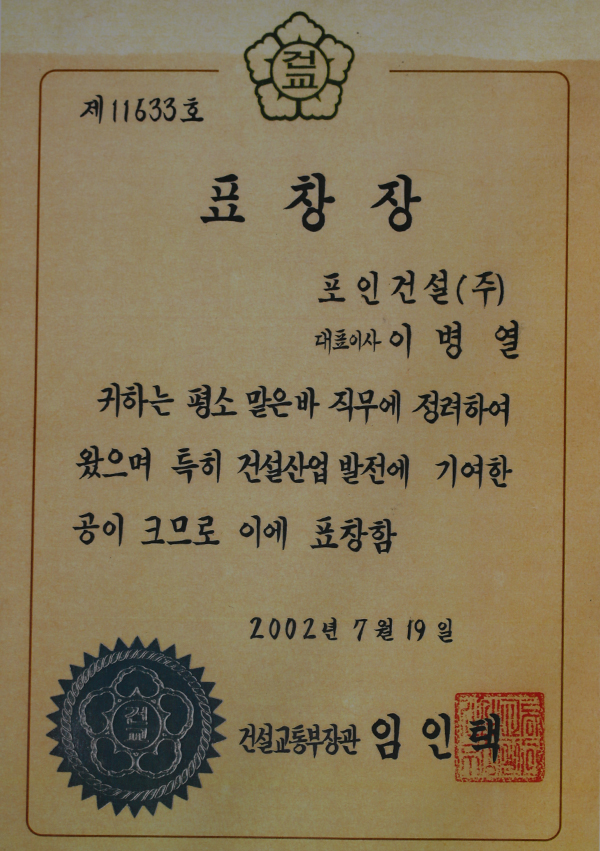 건교
제11633호
표창장
포인건설(주)
대표이사 이병열
귀하는 평소 맡은바 직무에 정려하여
왔으며 특히 건설산업 발전에 기여한
공이 크므로 이에 표창함
2002년 7월 19일
건설교통부장관 임인택
건교